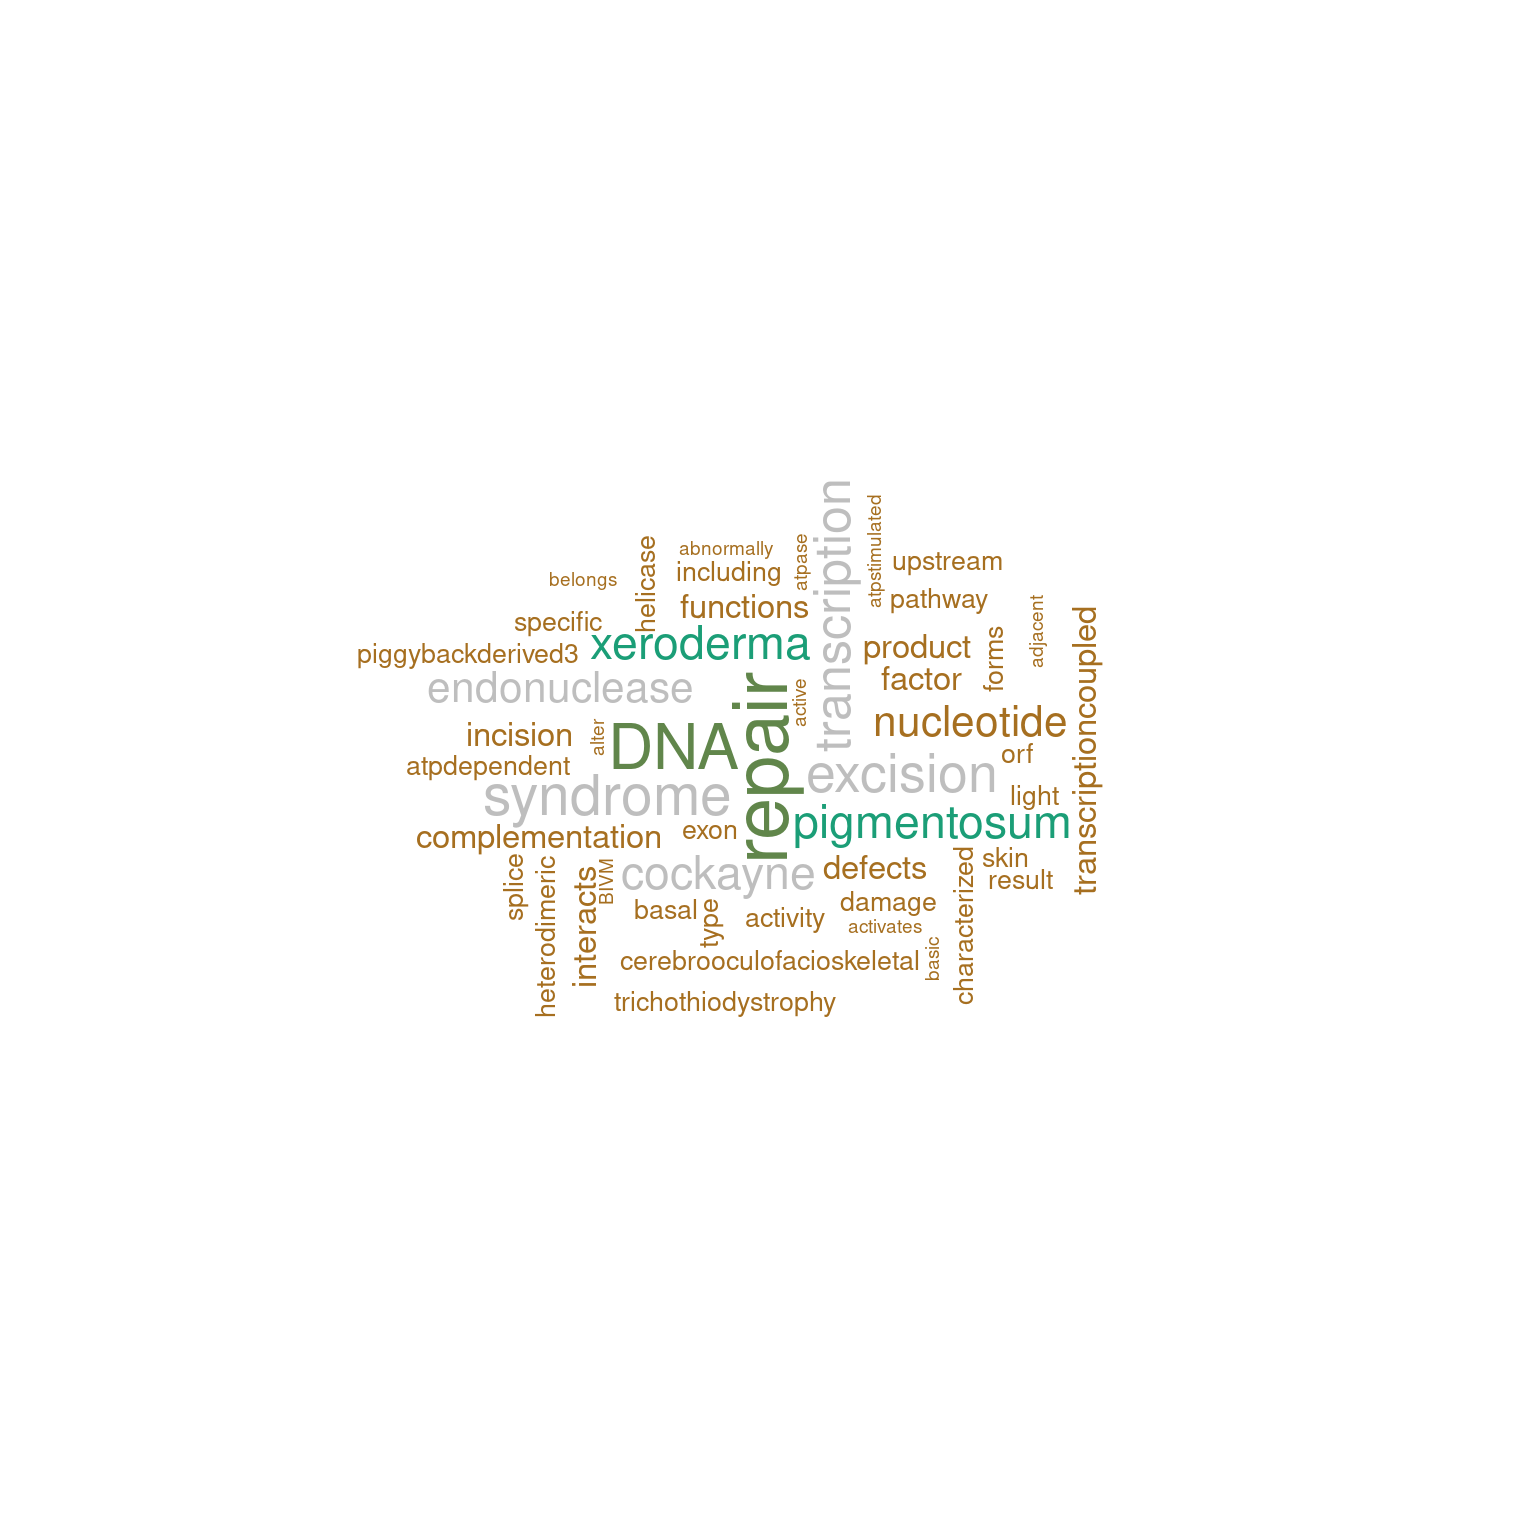 transcription
atpstimulated
abnormally
atpase
helicase
including
upstream
belongs
functions
pathway
adjacent
specific
xeroderma
product
forms
piggybackderived3
factor
transcriptioncoupled
endonuclease
repair
active
nucleotide
incision
alter
DNA
orf
atpdependent
excision
syndrome
light
pigmentosum
complementation
exon
skin
splice
heterodimeric
interacts
BIVM
cockayne
defects
characterized
result
basal
type
activity
damage
activates
basic
cerebrooculofacioskeletal
trichothiodystrophy